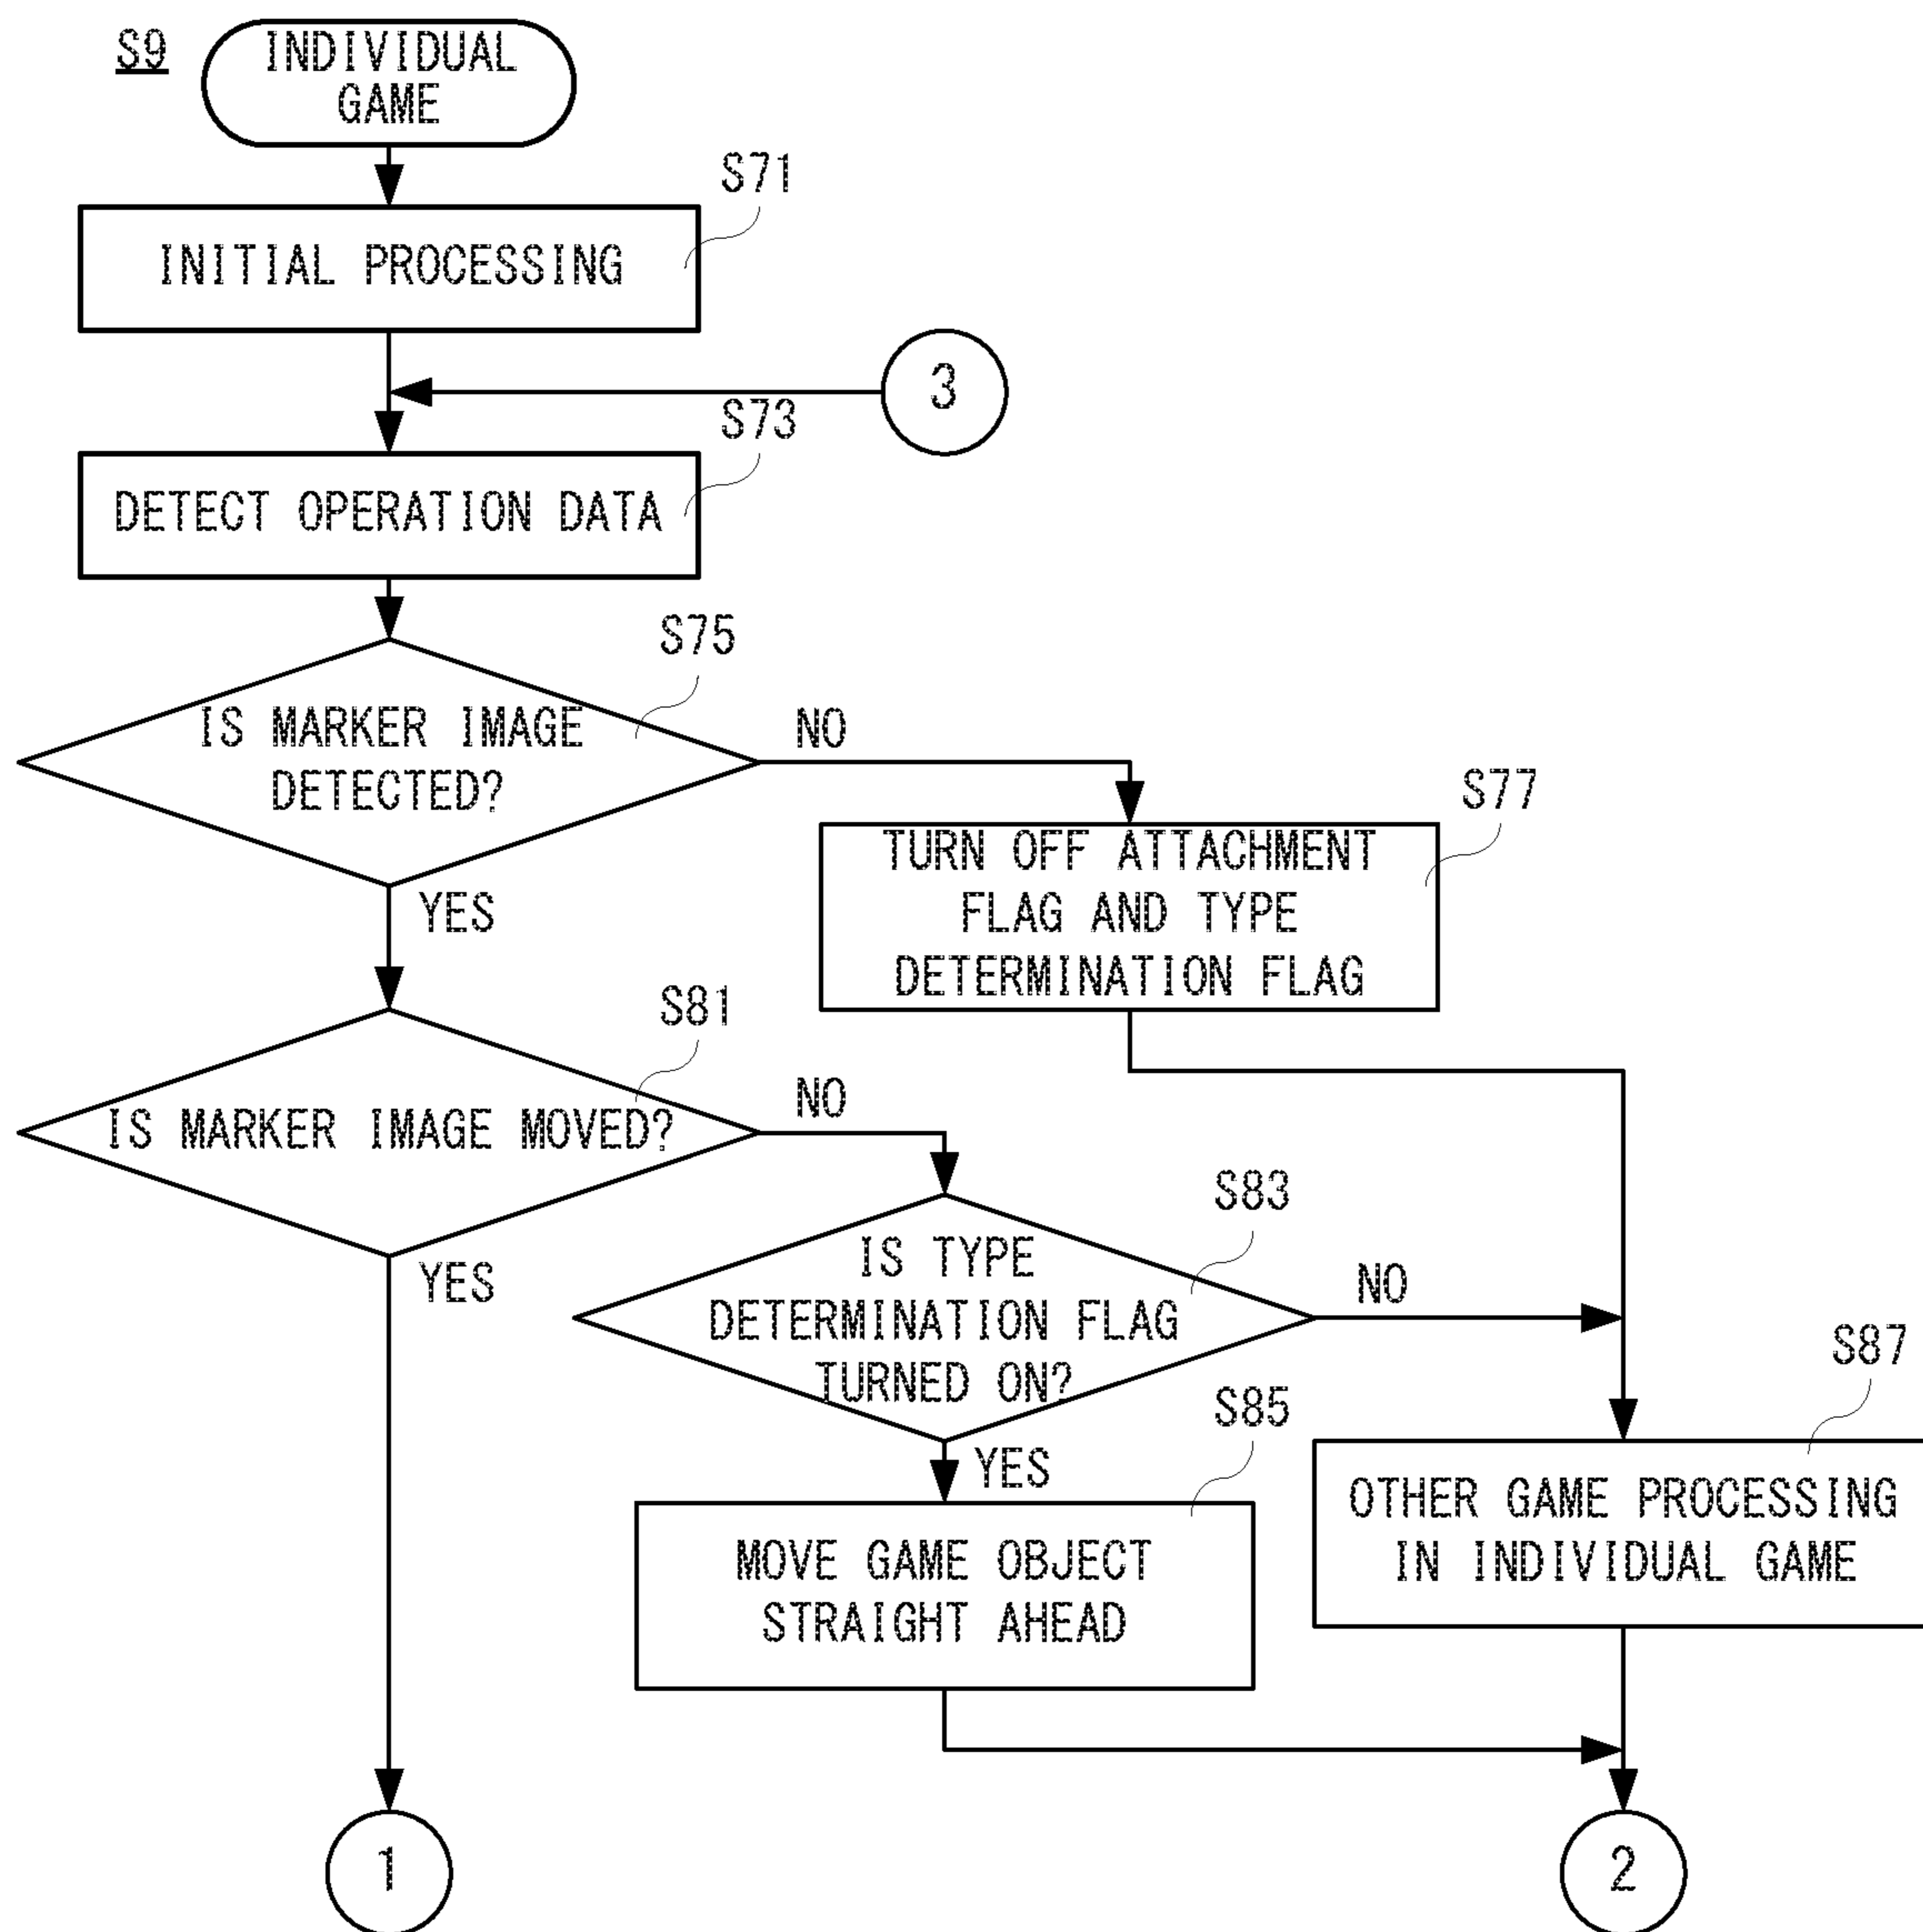 S9
INDIVIDUAL
GAME
S71
INITIAL PROCESSING
3
S73
DETECT OPERATION DATA
S75
IS MARKER IMAGE
DETECTED?
NO
YES
S77
TURN OFF ATTACHMENT
FLAG AND TYPE
DETERMINATION FLAG
S81
IS MARKER IMAGE MOVED?
NO
YES
S83
IS TYPE
DETERMINATION FLAG
TURNED ON?
NO
YES
S85
MOVE GAME OBJECT
STRAIGHT AHEAD
S87
OTHER GAME PROCESSING
IN INDIVIDUAL GAME
1
2